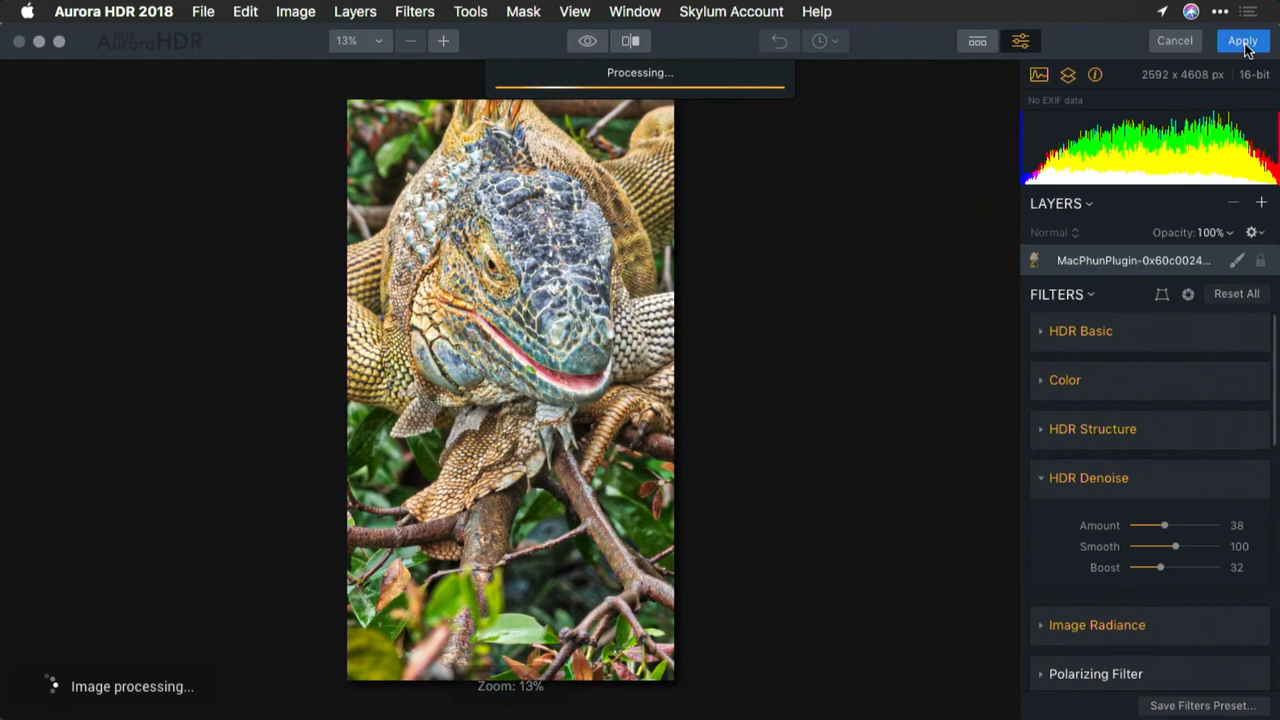 Aurora HDR 2018 File Edit Image Layers Filters Tools Mask View Window Skylum Account Help
2018
AuroraHDR
13%
Cancel
Apply
Processing...
2592 x 4608 px 16-bit
No EXIF data
LAYERS
Normal
Opacity: 100%
MacPhunPlugin-0x60c0024...
FILTERS
Reset All
HDR Basic
Color
HDR Structure
HDR Denoise
Amount 38
Smooth 100
Boost 32
Image Radiance
Polarizing Filter
Save Filters Preset...
Image processing...
Zoom: 13%